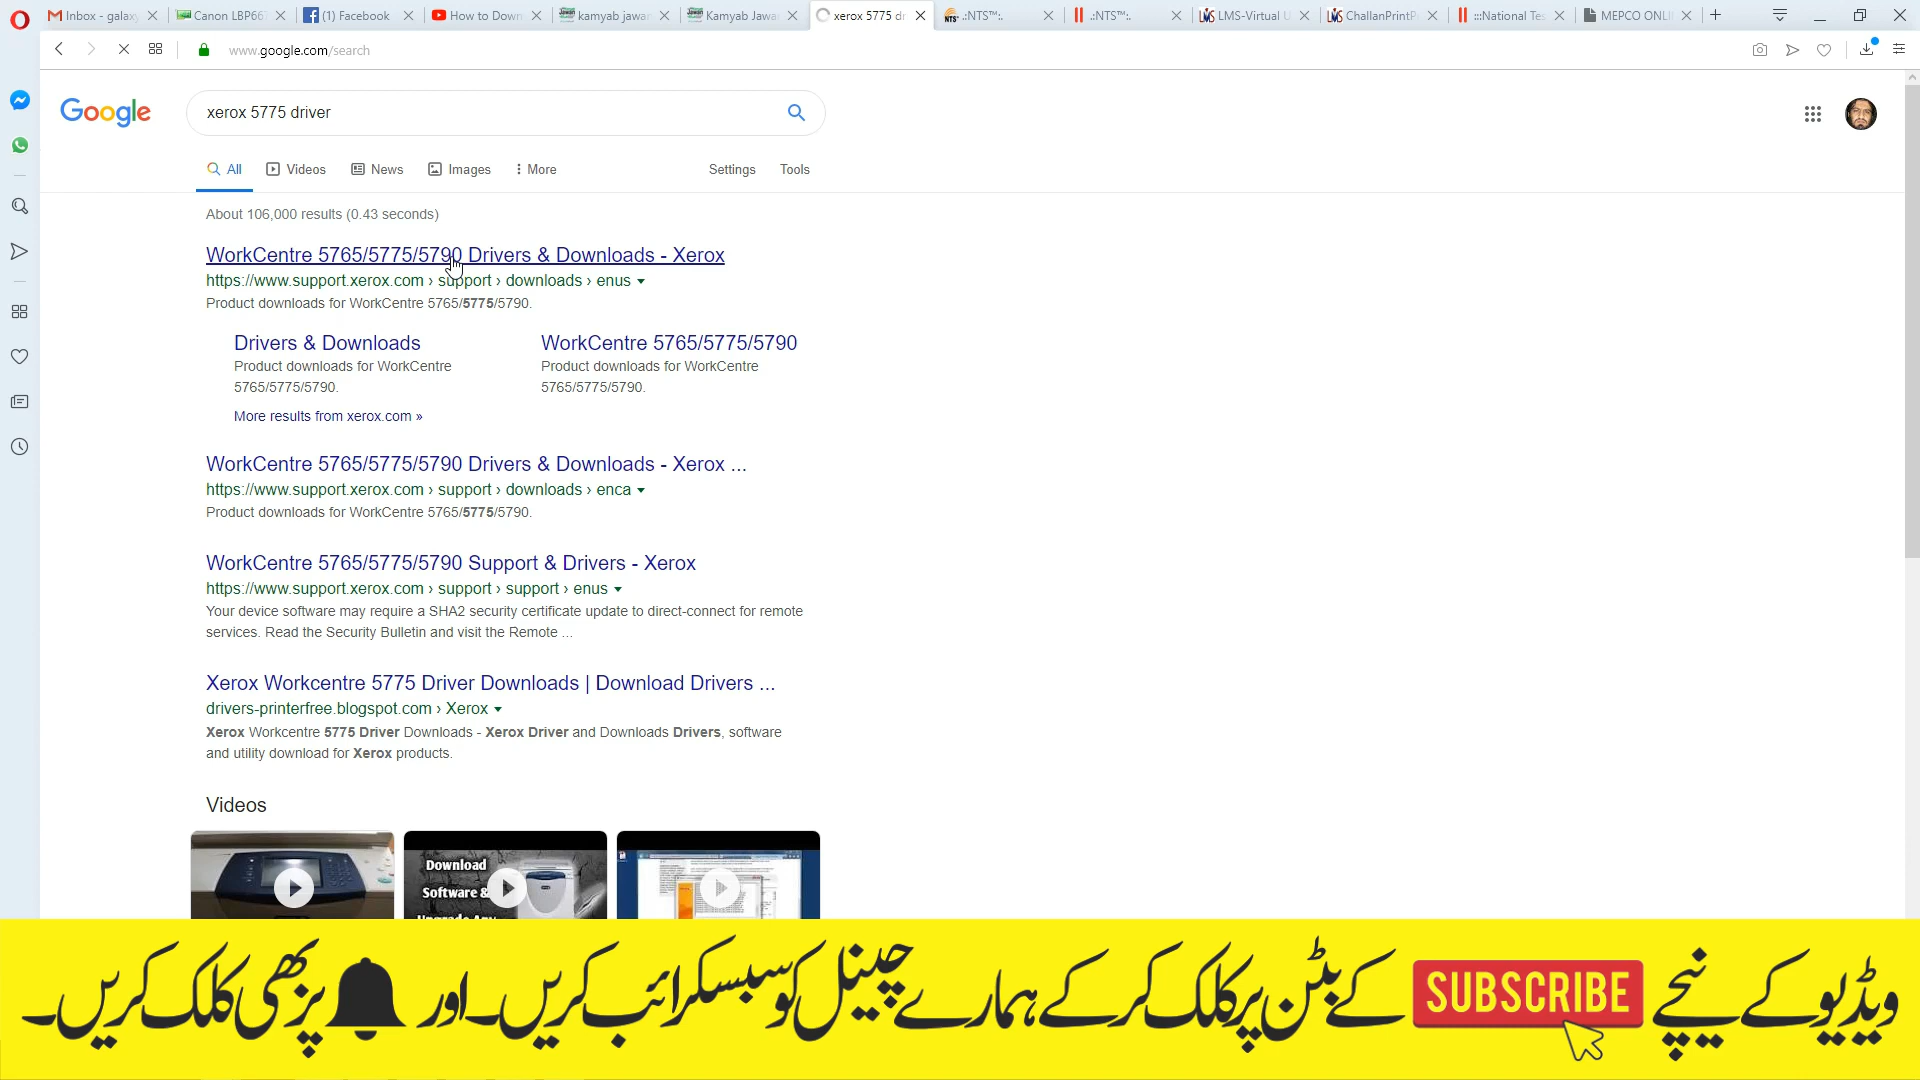 Inbox - galax
Canon LBP66
(1) Facebook
How to Down
kamyab jawan
Kamyab Jawa
xerox 5775 dr
.:NTS™:.
.:NTS™:.
LMS-Virtual U
ChallanPrintP
:::National Tes
MEPCO ONLI
www.google.com/search
Google
xerox 5775 driver
All Videos News Images More Settings Tools
About 106,000 results (0.43 seconds)
WorkCentre 5765/5775/5790 Drivers & Downloads - Xerox
https://www.support.xerox.com › support › downloads › enus
Product downloads for WorkCentre 5765/5775/5790.
Drivers & Downloads
Product downloads for WorkCentre
5765/5775/5790.
WorkCentre 5765/5775/5790
Product downloads for WorkCentre
5765/5775/5790.
More results from xerox.com »
WorkCentre 5765/5775/5790 Drivers & Downloads - Xerox ...
https://www.support.xerox.com › support › downloads › enca
Product downloads for WorkCentre 5765/5775/5790.
WorkCentre 5765/5775/5790 Support & Drivers - Xerox
https://www.support.xerox.com › support › support › enus
Your device software may require a SHA2 security certificate update to direct-connect for remote
services. Read the Security Bulletin and visit the Remote ...
Xerox Workcentre 5775 Driver Downloads | Download Drivers ...
drivers-printerfree.blogspot.com › Xerox
Xerox Workcentre 5775 Driver Downloads - Xerox Driver and Downloads Drivers, software
and utility download for Xerox products.
Videos
Download
Software &
ویڈیو کے نیچے SUBSCRIBE کے بٹن پر کلک کر کے ہمارے چینل کو سبسکرائب کریں۔ اور پر بھی کلک کریں۔